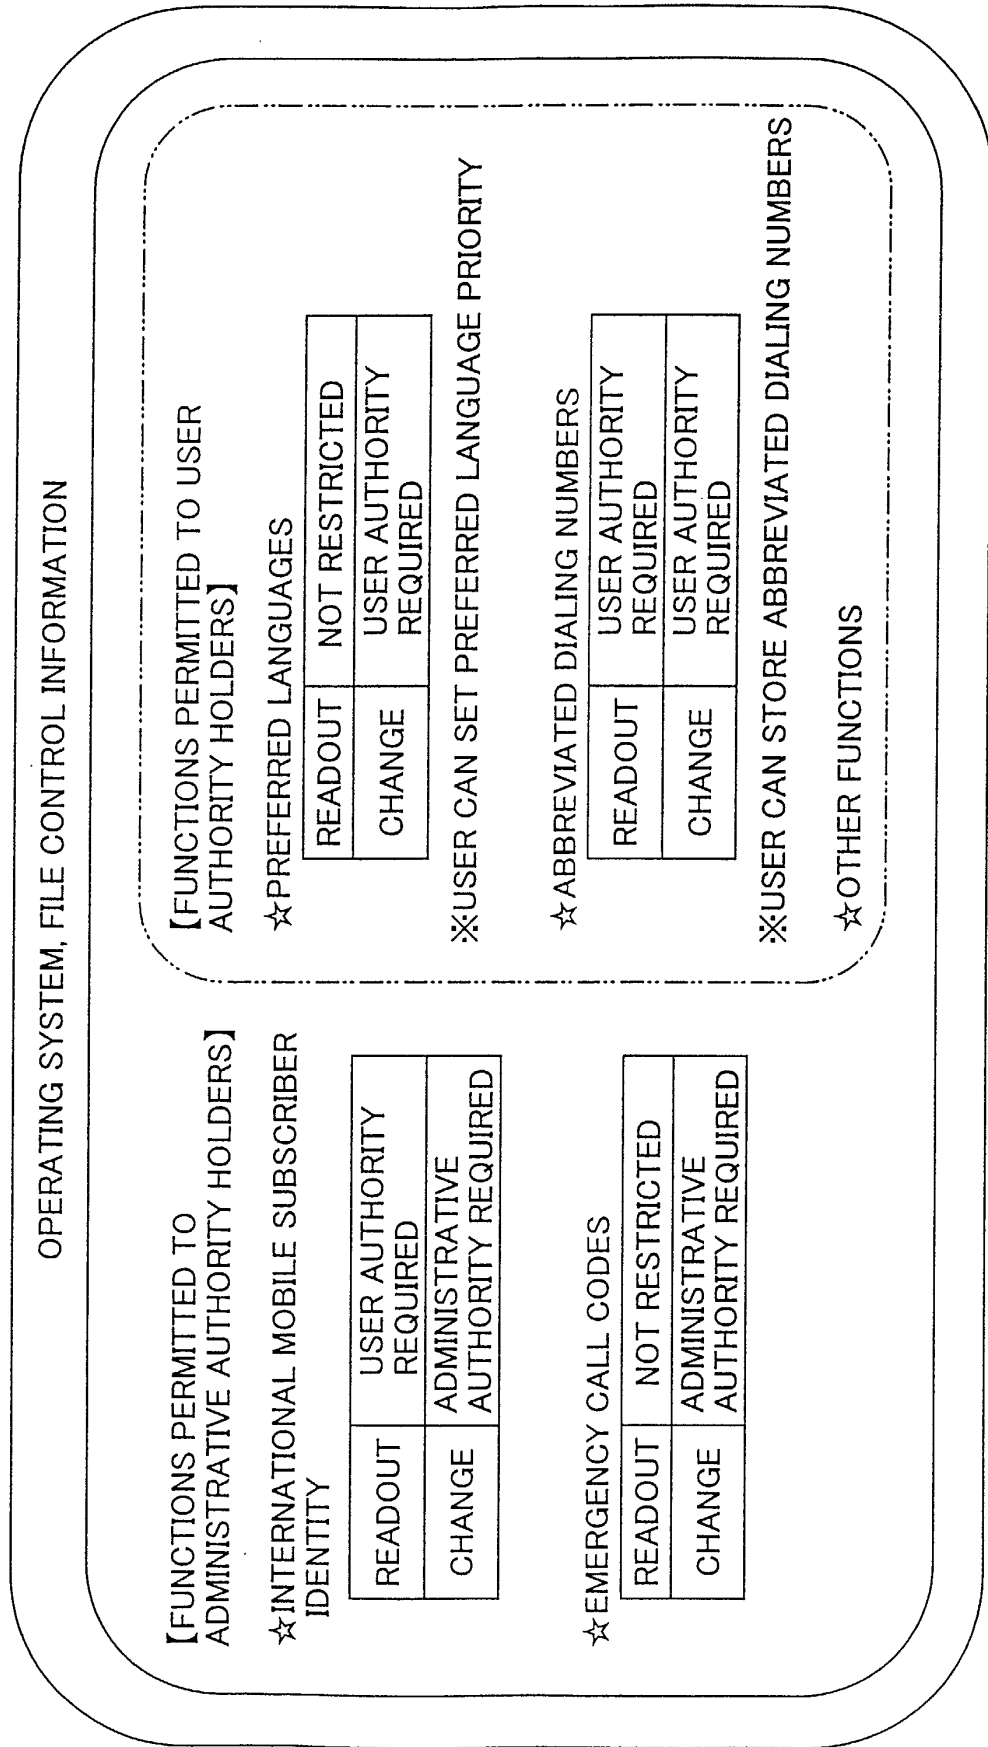 OPERATING SYSTEM, FILE CONTROL INFORMATION
【FUNCTIONS PERMITTED TO
ADMINISTRATIVE AUTHORITY HOLDERS】
☆INTERNATIONAL MOBILE SUBSCRIBER
IDENTITY
READOUT
USER AUTHORITY
REQUIRED
CHANGE
ADMINISTRATIVE
AUTHORITY REQUIRED
☆EMERGENCY CALL CODES
READOUT
NOT RESTRICTED
CHANGE
ADMINISTRATIVE
AUTHORITY REQUIRED
【FUNCTIONS PERMITTED TO USER
AUTHORITY HOLDERS】
☆PREFERRED LANGUAGES
READOUT
NOT RESTRICTED
CHANGE
USER AUTHORITY
REQUIRED
※USER CAN SET PREFERRED LANGUAGE PRIORITY
☆ABBREVIATED DIALING NUMBERS
READOUT
USER AUTHORITY
REQUIRED
CHANGE
USER AUTHORITY
REQUIRED
※USER CAN STORE ABBREVIATED DIALING NUMBERS
☆OTHER FUNCTIONS